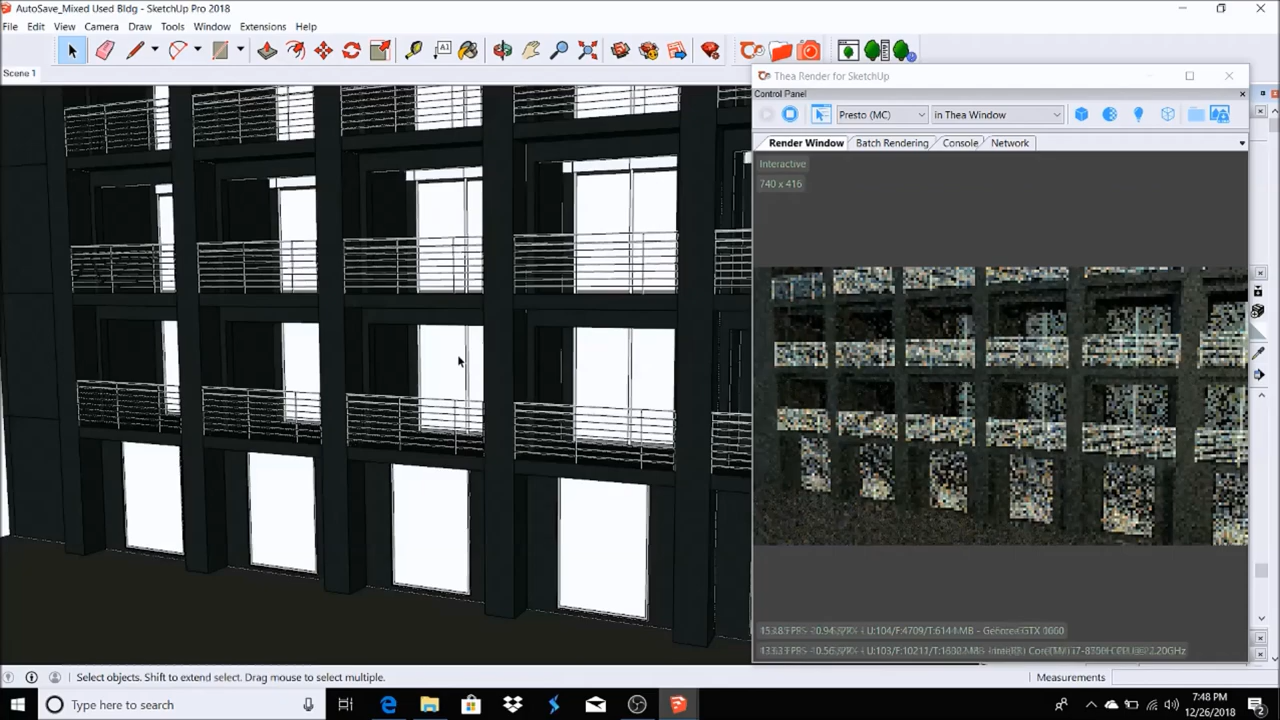 AutoSave_Mixed Used Bldg - SketchUp Pro 2018
File Edit View Camera Draw Tools Window Extensions Help
Scene 1
Thea Render for SketchUp
Control Panel
Presto (MC) in Thea Window
Render Window Batch Rendering Console Network
Interactive
740 x 416
Select objects. Shift to extend select. Drag mouse to select multiple.
Measurements
Type here to search
7:48 PM
12/26/2018
2